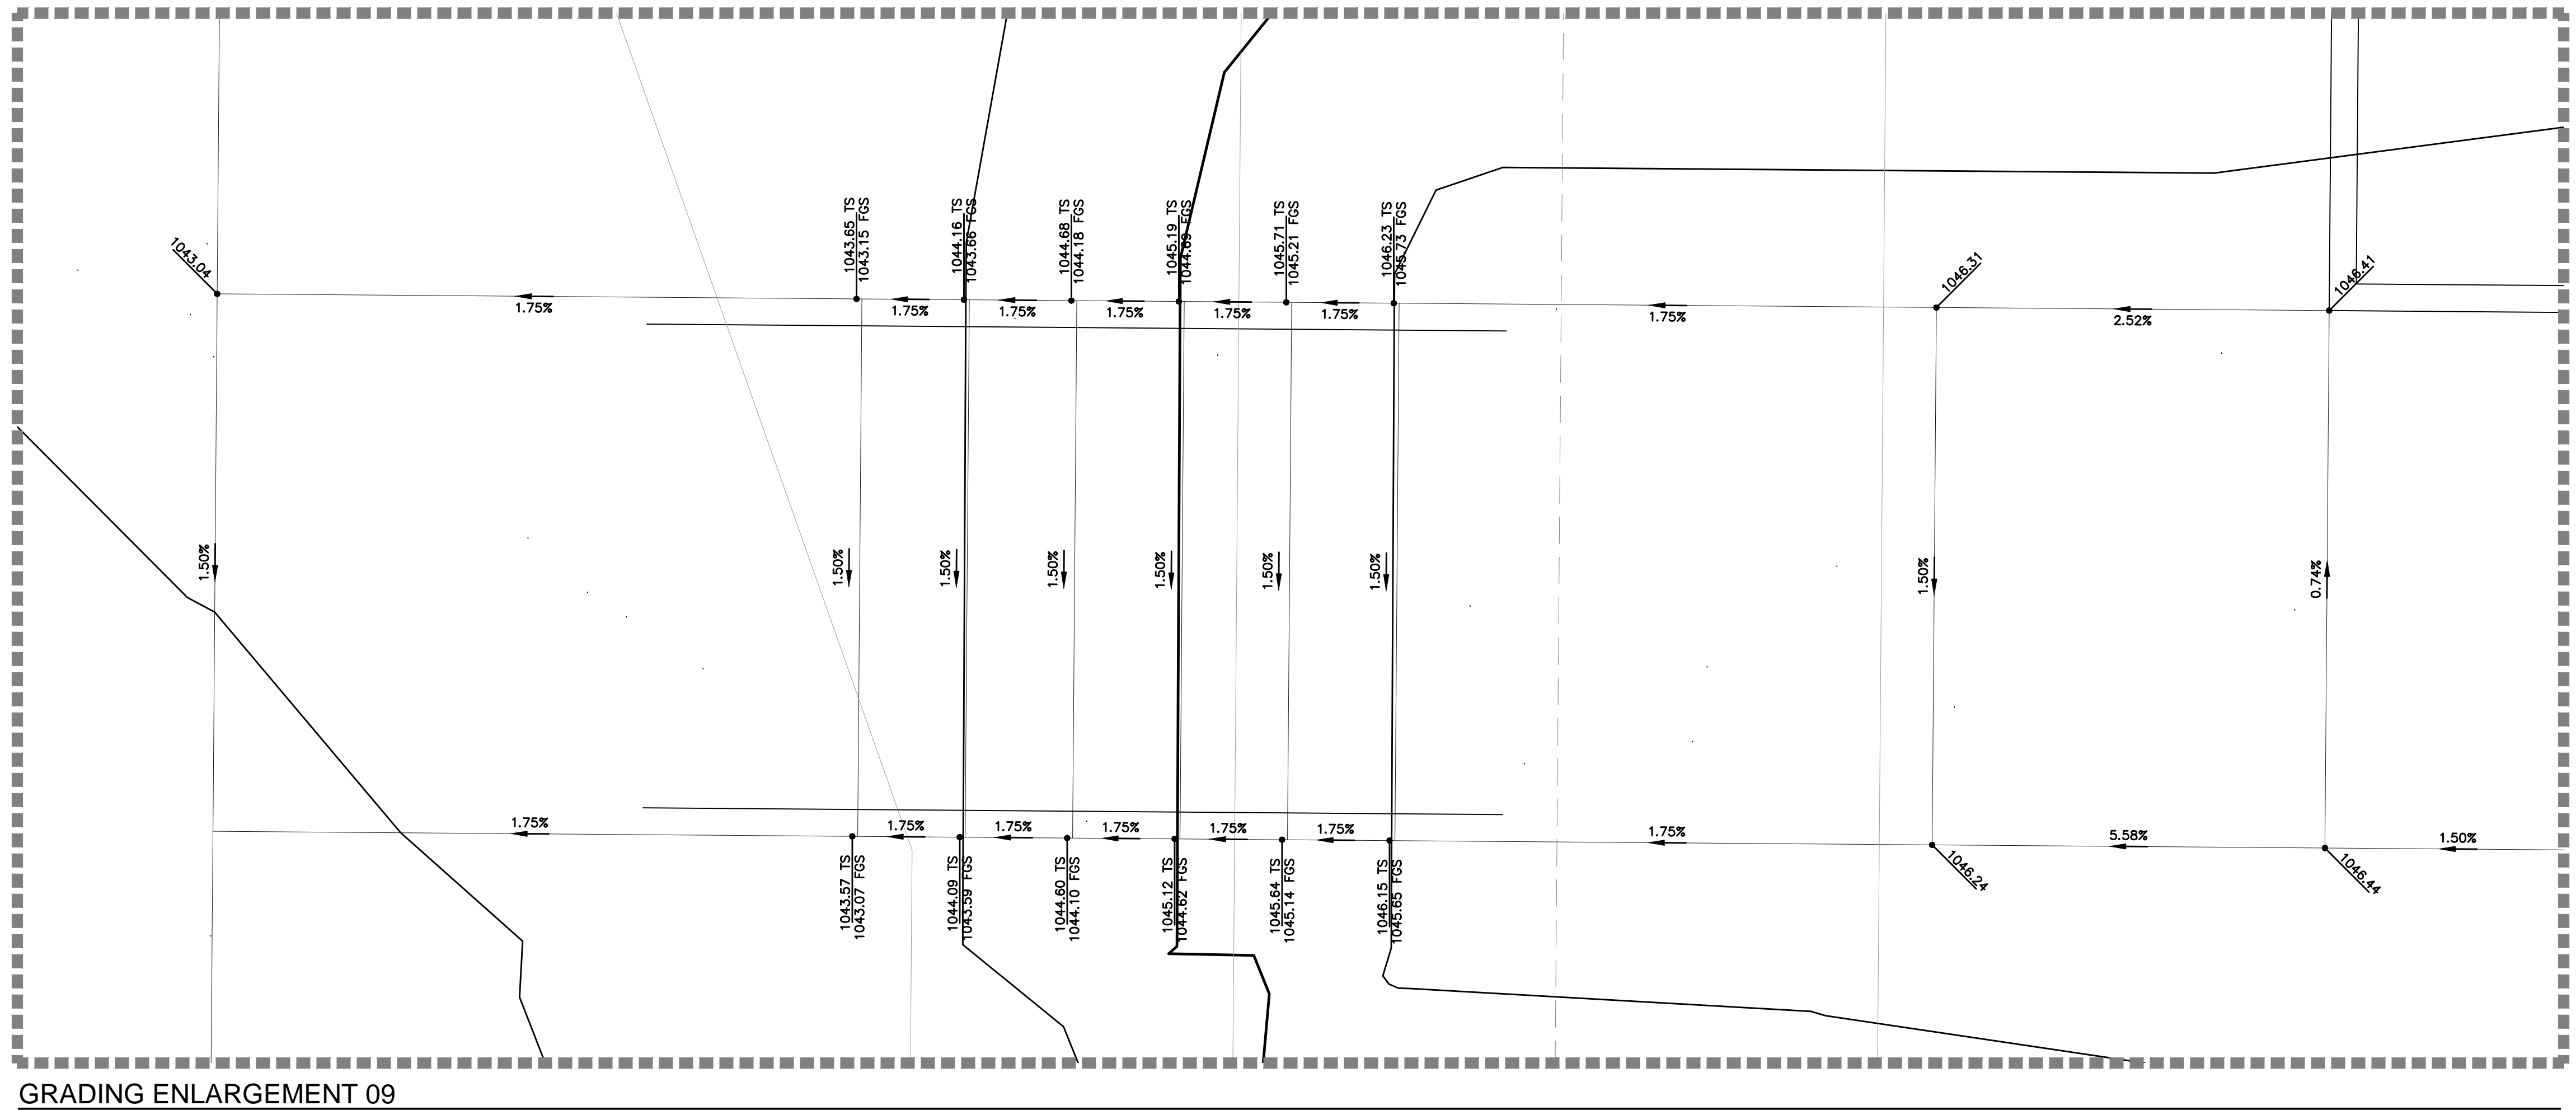 1043.65 TS
1043.15 FGS
1044.16 TS
1043.66 FGS
1044.68 TS
1044.18 FGS
1045.19 TS
1044.69 FGS
1045.71 TS
1045.21 FGS
1046.23 TS
1045.73 FGS
1043.04
1046.31
1046.41
1.75%
1.75%
1.75%
1.75%
1.75%
1.75%
1.75%
2.52%
1.50%
1.50%
1.50%
1.50%
1.50%
1.50%
1.50%
1.50%
0.74%
1.75%
1.75%
1.75%
1.75%
1.75%
1.75%
1.75%
5.58%
1.50%
1043.57 TS
1043.07 FGS
1044.09 TS
1043.59 FGS
1044.60 TS
1044.10 FGS
1045.12 TS
1044.62 FGS
1045.64 TS
1045.14 FGS
1046.15 TS
1045.65 FGS
1046.24
1046.44
GRADING ENLARGEMENT 09